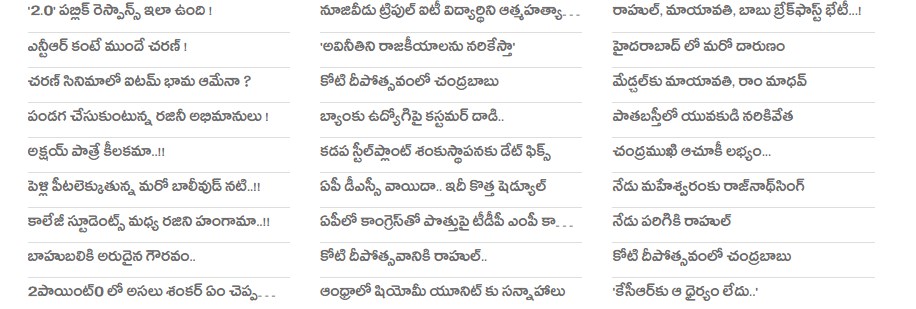 '2.0' పబ్లిక్ రెస్పాన్స్ ఇలా ఉంది !
ఎన్టీఆర్ కంటే ముందే చరణ్ !
చరణ్ సినిమాలో ఐటమ్ భామ ఆమేనా ?
పండగ చేసుకుంటున్న రజినీ అభిమానులు !
అక్షయ్ పాత్రే కీలకమా..!!
పెళ్లి పీటలెక్కుతున్న మరో బాలీవుడ్ నటి..!!
కాలేజీ స్టూడెంట్స్ మధ్య రజిని హంగామా..!!
బాహుబలికి అరుదైన గౌరవం..
2పాయింట్0 లో అసలు శంకర్ ఏం చెప్ప...
నూజివీడు ట్రిపుల్ ఐటీ విద్యార్థిని ఆత్మహత్యా...
'అవినీతిని రాజకీయాలను నరికేస్తా'
కోటి దీపోత్సవంలో చంద్రబాబు
బ్యాంకు ఉద్యోగిపై కస్టమర్ దాడి..
కడప స్టీల్‌ప్లాంట్ శంకుస్థాపనకు డేట్ ఫిక్స్
ఏపీ డీఎస్సీ వాయిదా.. ఇదీ కొత్త షెడ్యూల్
ఏపీలో కాంగ్రెస్‌తో పొత్తుపై టీడీపీ ఎంపీ కా...
కోటి దీపోత్సవానికి రాహుల్..
ఆంధ్రాలో షియోమీ యూనిట్ కు సన్నాహాలు
రాహుల్, మాయావతి, బాబు బ్రేక్‌ఫాస్ట్ భేటీ...!
హైదరాబాద్ లో మరో దారుణం
మేడ్చల్‌కు మాయావతి, రాం మాధవ్
పాతబస్తీలో యువకుడి నరికివేత
చంద్రముఖి ఆచూకీ లభ్యం...
నేడు మహేశ్వరంకు రాజ్‌నాథ్‌సింగ్
నేడు పరిగికి రాహుల్
కోటి దీపోత్సవంలో చంద్రబాబు
'కేసీఆర్‌కు ఆ ధైర్యం లేదు..'